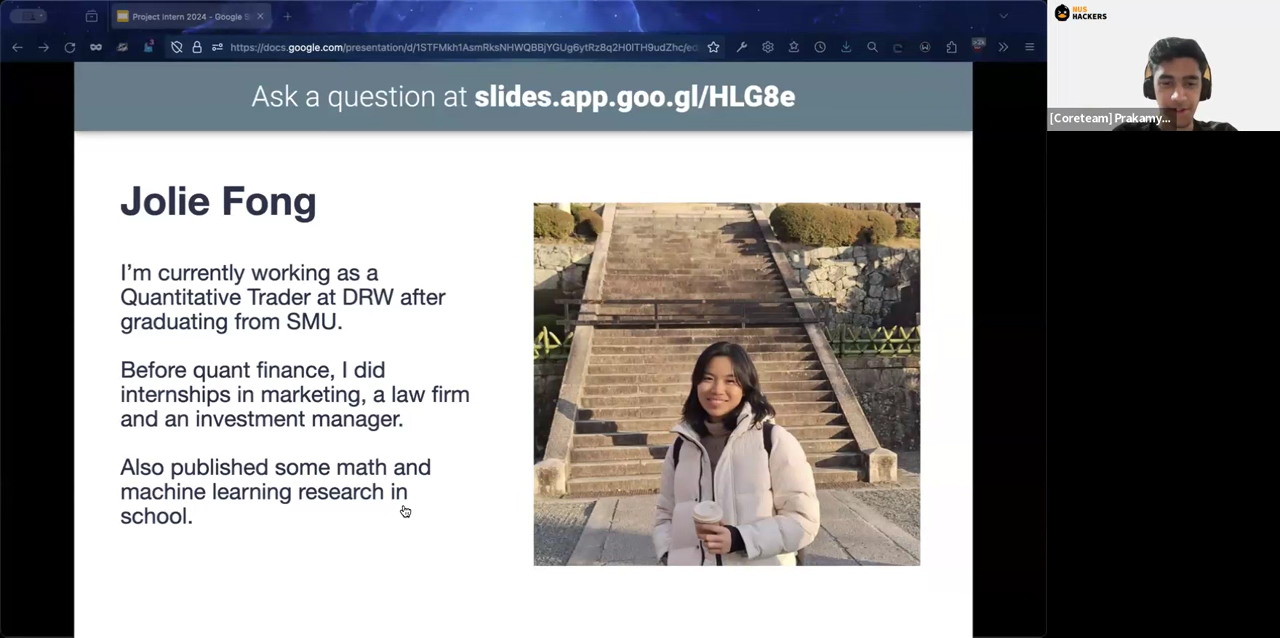 Project Intern 2024 - Google S
https://docs.google.com/presentation/d/1STFMkh1AsmRksNHWQBBjYGUg6ytRz8q2H0lTH9udZhc/ed
NUS
HACKERS
[Coreteam] Prakamy...
Ask a question at slides.app.goo.gl/HLG8e
Jolie Fong
I'm currently working as a
Quantitative Trader at DRW after
graduating from SMU.
Before quant finance, I did
internships in marketing, a law firm
and an investment manager.
Also published some math and
machine learning research in
school.